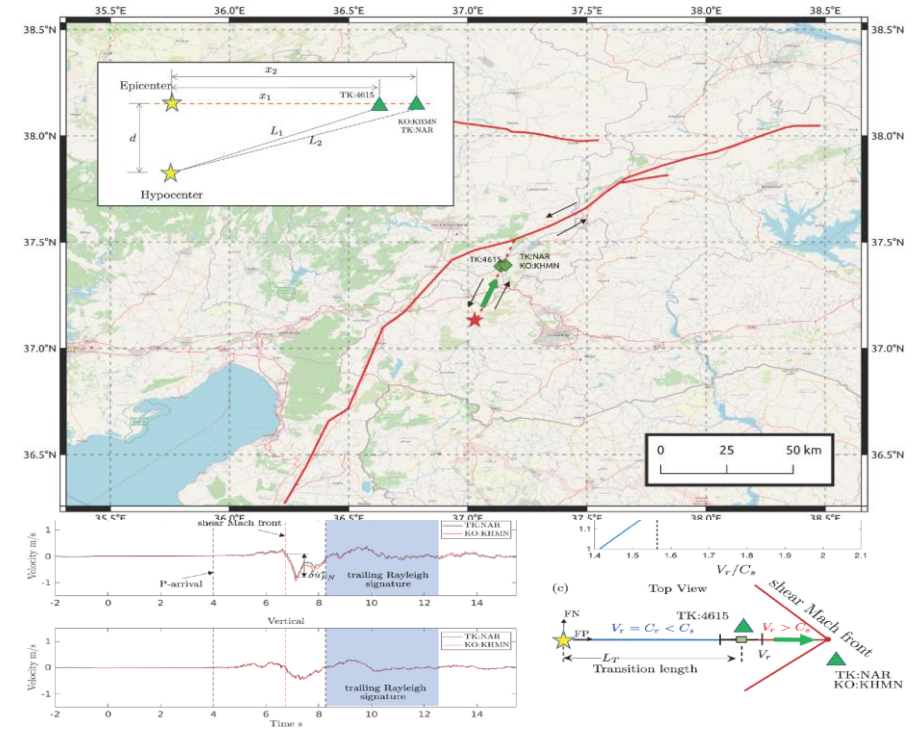 35.5°E 36.0°E 36.5°E 37.0°E 37.5°E 38.0°E 38.5°E
38.5°N 38.5°N
x₂
Epicenter
x₁
TK:4615
KO:KHMN
TK:NAR
38.0°N 38.0°N
d
L₁
L₂
Hypocenter
37.5°N 37.5°N
TK:4615
TK:NAR
KO:KHMN
37.0°N 37.0°N
36.5°N 36.5°N
0 25 50 km
35.5°E 36.0°E 36.5°E 37.0°E 37.5°E 38.0°E 38.5°E
shear Mach front
TK:NAR
KO:KHMN
Velocity m/s
0
-1
P-arrival
trailing Rayleigh
signature
-2 0 2 4 6 8 10 12 14
Vertical
TK:NAR
KO:KHMN
Velocity m/s
1
0
-1
trailing Rayleigh
signature
-2 0 2 4 6 8 10 12 14
Time s
1.1
1
1.4 1.5 1.6 1.7 1.8 1.9 2 2.1
Vᵣ/Cₛ
(c) Top View
shear Mach front
TK:4615
FN
FP
Vᵣ = Cᵣ < Cₛ
Vᵣ > Cₛ
Vᵣ
L_T
Transition length
TK:NAR
KO:KHMN